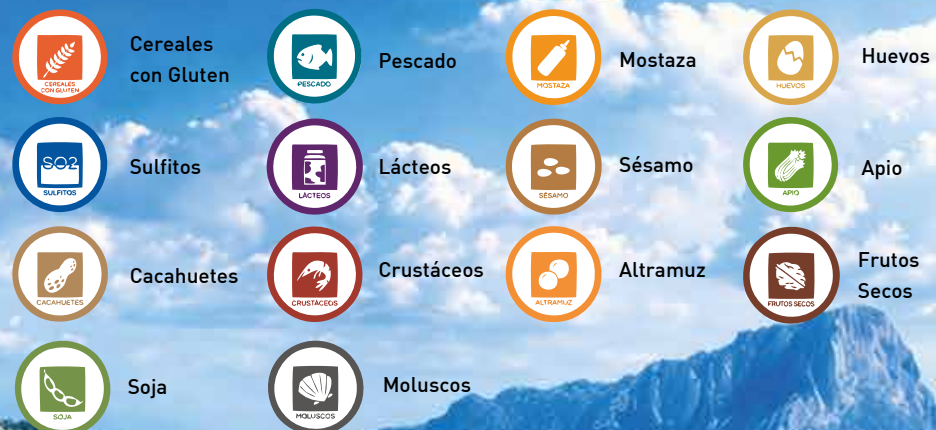 CEREALES
CON GLUTEN
Cereales
con Gluten
PESCADO
Pescado
MOSTAZA
Mostaza
HUEVOS
Huevos
SO2
SULFITOS
Sulfitos
LÁCTEOS
Lácteos
SÉSAMO
Sésamo
APIO
Apio
CACAHUETES
Cacahuetes
CRUSTÁCEOS
Crustáceos
ALTRAMUZ
Altramuz
FRUTOS SECOS
Frutos
Secos
SOJA
Soja
MOLUSCOS
Moluscos